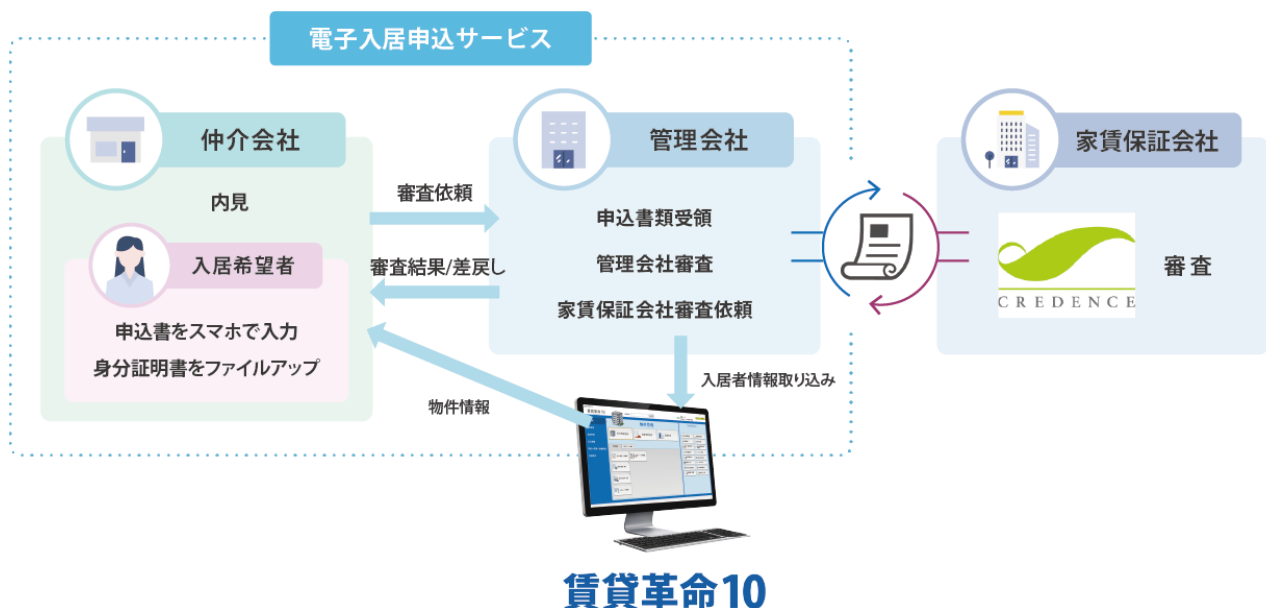 電子入居申込サービス
仲介会社
内見
入居希望者
申込書をスマホで入力
身分証明書をファイルアップ
審査依頼
審査結果/差戻し
物件情報
管理会社
申込書類受領
管理会社審査
家賃保証会社審査依頼
入居者情報取り込み
家賃保証会社
CREDENCE
審査
賃貸革命10